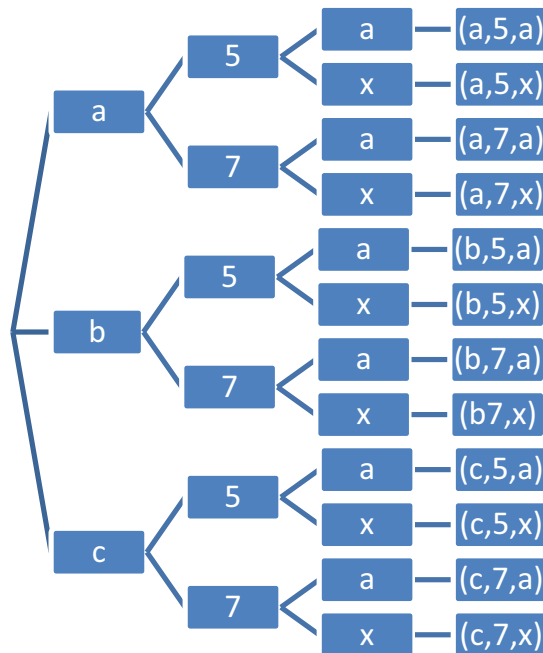 a (a,5,a)
5
x (a,5,x)
a
a (a,7,a)
7
x (a,7,x)
a (b,5,a)
5
x (b,5,x)
b
a (b,7,a)
7
x (b7,x)
a (c,5,a)
5
x (c,5,x)
c
a (c,7,a)
7
x (c,7,x)